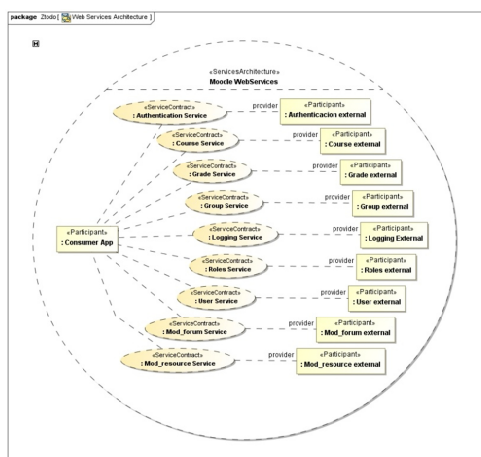 package Ztodo [ Web Services Architecture ]
«ServicesArchitecture»
Moodle WebServices
«ServiceContract»
: Authentication Service
provider
«Participant»
: Authentication external
«ServiceContract»
: Course Service
provider
«Participant»
: Course external
«ServiceContract»
: Grade Service
provider
«Participant»
: Grade external
«ServiceContract»
: Group Service
provider
«Participant»
: Group external
«Participant»
: Consumer App
«ServiceContract»
: Logging Service
provider
«Participant»
: Logging External
«ServiceContract»
: Roles Service
provider
«Participant»
: Roles external
«ServiceContract»
: User Service
provider
«Participant»
: User external
«ServiceContract»
: Mod_forum Service
provider
«Participant»
: Mod_forum external
«ServiceContract»
: Mod_resource Service
provider
«Participant»
: Mod_resource external